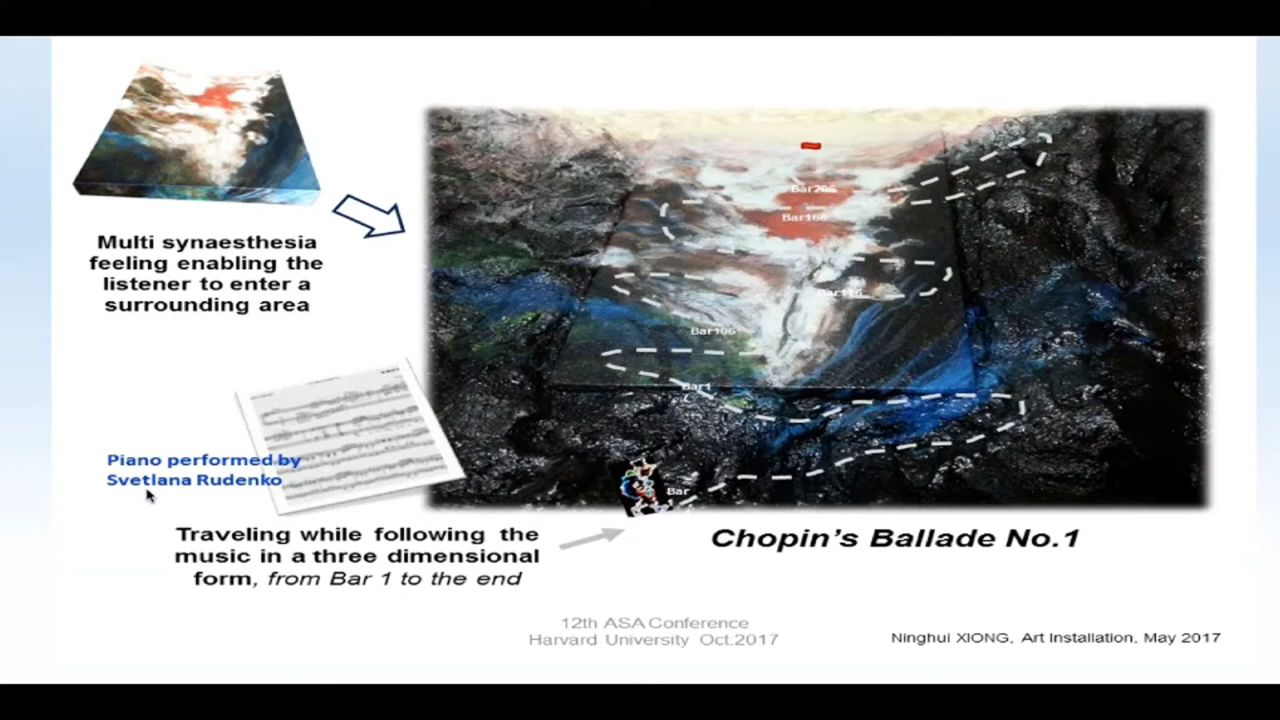 Multi synaesthesia
feeling enabling the
listener to enter a
surrounding area
Bar206
Bar168
Bar116
Bar106
Bar1
Bar
Piano performed by
Svetlana Rudenko
Traveling while following the
music in a three dimensional
form, from Bar 1 to the end
Chopin's Ballade No.1
12th ASA Conference
Harvard University Oct.2017
Ninghui XIONG, Art Installation, May 2017